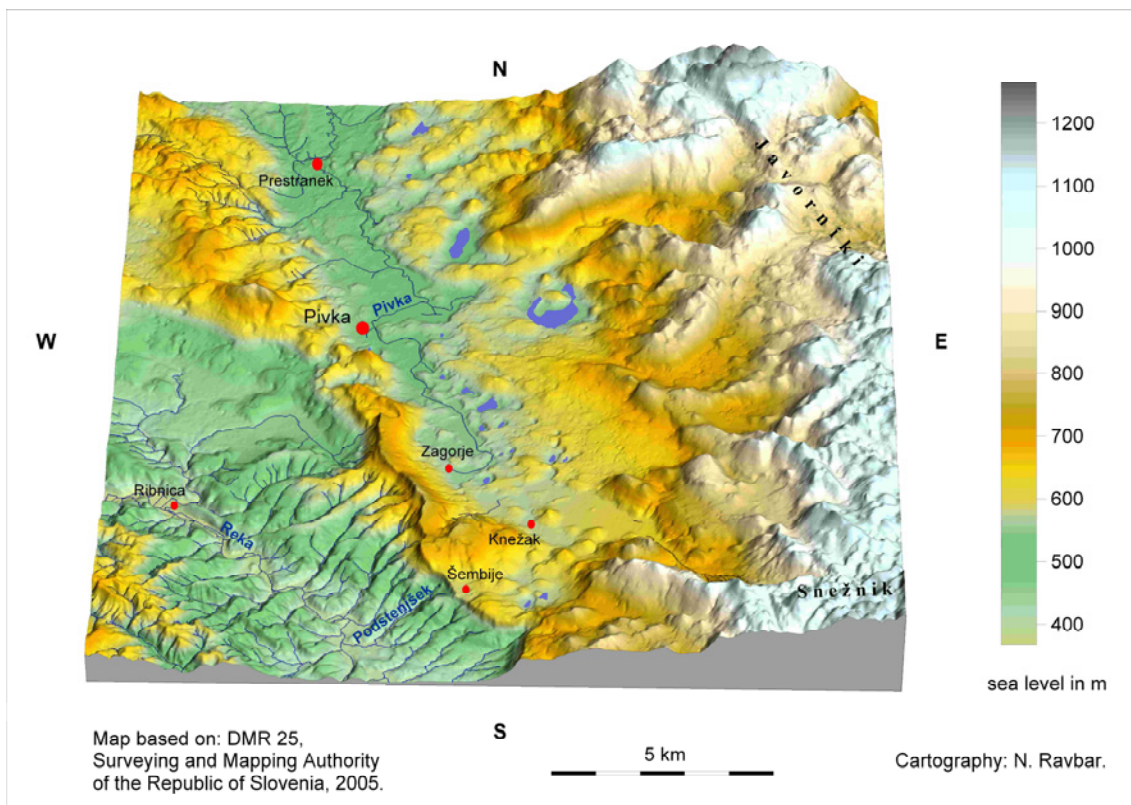 N
Prestranek
Javorniki
Pivka
Pivka
W
E
Zagorje
Ribnica
Reka
Knežak
Šembije
Podstenjšek
Snežnik
1200
1100
1000
900
800
700
600
500
400
sea level in m
S
Map based on: DMR 25,
Surveying and Mapping Authority
of the Republic of Slovenia, 2005.
5 km
Cartography: N. Ravbar.